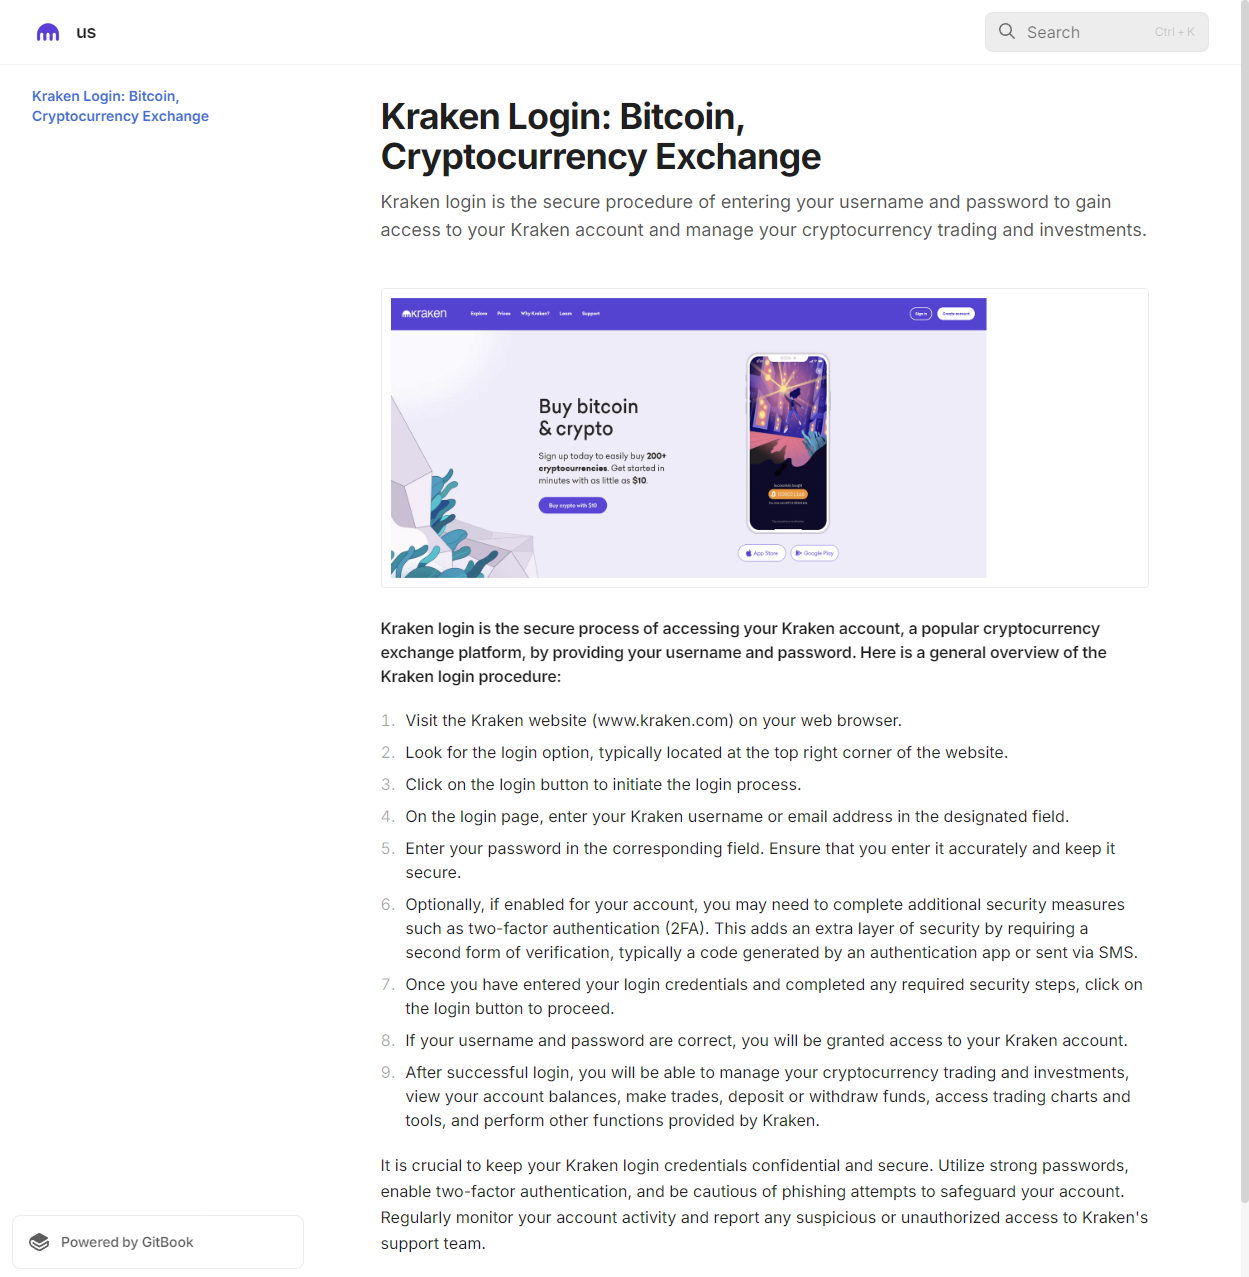 us
Search
Ctrl + K
Kraken Login: Bitcoin,
Cryptocurrency Exchange
Kraken Login: Bitcoin,
Cryptocurrency Exchange
Kraken login is the secure procedure of entering your username and password to gain
access to your Kraken account and manage your cryptocurrency trading and investments.
kraken
Explore Prices Why Kraken? Learn Support
Sign in
Create account
Buy bitcoin
& crypto
Sign up today to easily buy 200+
cryptocurrencies. Get started in
minutes with as little as $10.
Buy crypto with $10
Successfully bought
App Store
Google Play
Kraken login is the secure process of accessing your Kraken account, a popular cryptocurrency
exchange platform, by providing your username and password. Here is a general overview of the
Kraken login procedure:
1. Visit the Kraken website (www.kraken.com) on your web browser.
2. Look for the login option, typically located at the top right corner of the website.
3. Click on the login button to initiate the login process.
4. On the login page, enter your Kraken username or email address in the designated field.
5. Enter your password in the corresponding field. Ensure that you enter it accurately and keep it
secure.
6. Optionally, if enabled for your account, you may need to complete additional security measures
such as two-factor authentication (2FA). This adds an extra layer of security by requiring a
second form of verification, typically a code generated by an authentication app or sent via SMS.
7. Once you have entered your login credentials and completed any required security steps, click on
the login button to proceed.
8. If your username and password are correct, you will be granted access to your Kraken account.
9. After successful login, you will be able to manage your cryptocurrency trading and investments,
view your account balances, make trades, deposit or withdraw funds, access trading charts and
tools, and perform other functions provided by Kraken.
It is crucial to keep your Kraken login credentials confidential and secure. Utilize strong passwords,
enable two-factor authentication, and be cautious of phishing attempts to safeguard your account.
Regularly monitor your account activity and report any suspicious or unauthorized access to Kraken's
support team.
Powered by GitBook